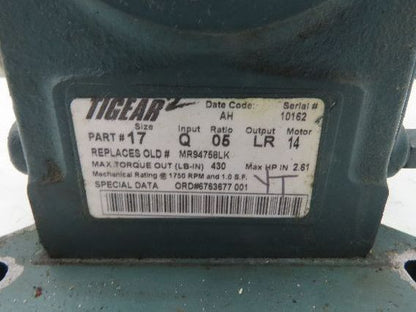 TIGEAR 2 Date Code: Serial #
AH 10162
Size Input Ratio Output Motor
PART # 17 Q 05 LR 14
REPLACES OLD # MR94758LK
MAX.TORQUE OUT (LB-IN) 430 Max HP IN 2.61
Mechanical Rating @ 1750 RPM and 1.0 S.F.
SPECIAL DATA ORD#6763677 001